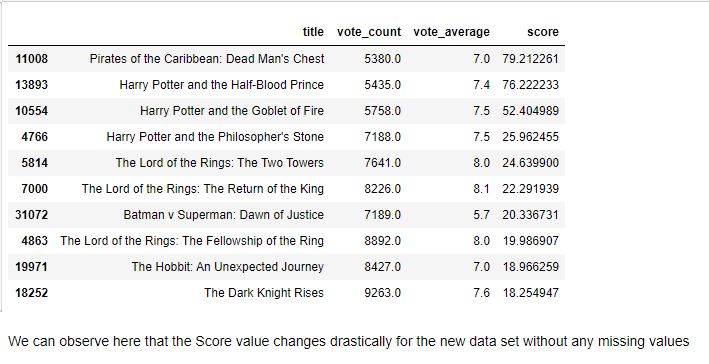 title vote_count vote_average score
11008 Pirates of the Caribbean: Dead Man's Chest 5380.0 7.0 79.212261
13893 Harry Potter and the Half-Blood Prince 5435.0 7.4 76.222233
10554 Harry Potter and the Goblet of Fire 5758.0 7.5 52.404989
4766 Harry Potter and the Philosopher's Stone 7188.0 7.5 25.962455
5814 The Lord of the Rings: The Two Towers 7641.0 8.0 24.639900
7000 The Lord of the Rings: The Return of the King 8226.0 8.1 22.291939
31072 Batman v Superman: Dawn of Justice 7189.0 5.7 20.336731
4863 The Lord of the Rings: The Fellowship of the Ring 8892.0 8.0 19.986907
19971 The Hobbit: An Unexpected Journey 8427.0 7.0 18.966259
18252 The Dark Knight Rises 9263.0 7.6 18.254947
We can observe here that the Score value changes drastically for the new data set without any missing values